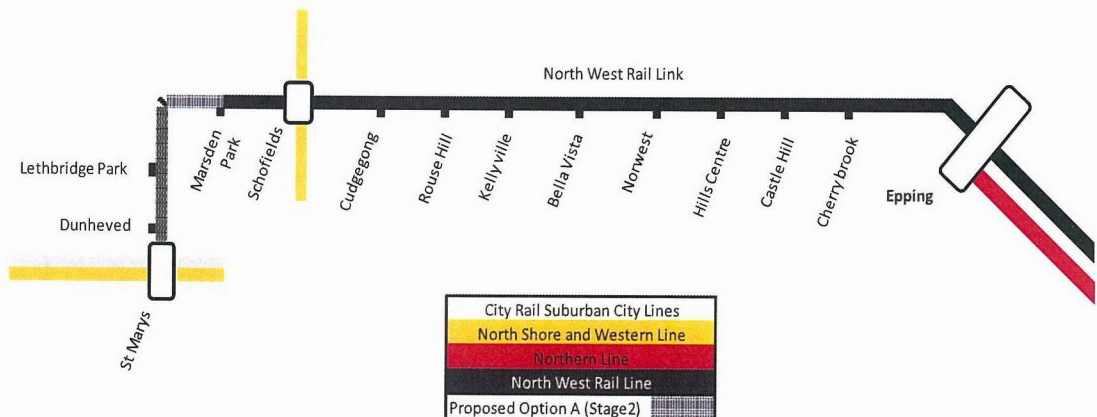 North West Rail Link
Lethbridge Park
Dunheved
St Marys
Marsden
Park
Schofields
Cudgegong
Rouse Hill
Kellyville
Bella Vista
Norwest
Hills Centre
Castle Hill
Cherrybrook
Epping
City Rail Suburban City Lines
North Shore and Western Line
Northern Line
North West Rail Line
Proposed Option A (Stage2)